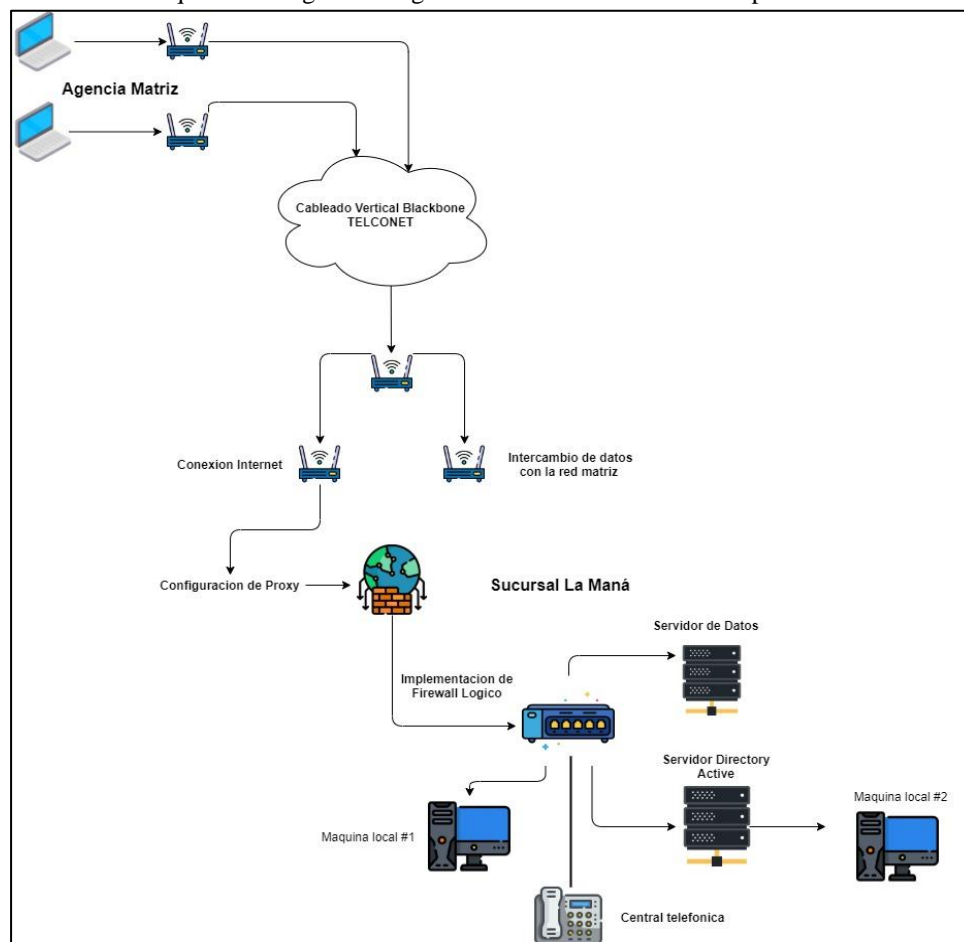 Agencia Matriz
Cableado Vertical Blackbone
TELCONET
Conexion Internet
Intercambio de datos
con la red matriz
Configuracion de Proxy
Sucursal La Maná
Servidor de Datos
Implementacion de
Firewall Logico
Servidor Directory
Active
Maquina local #2
Maquina local #1
Central telefonica